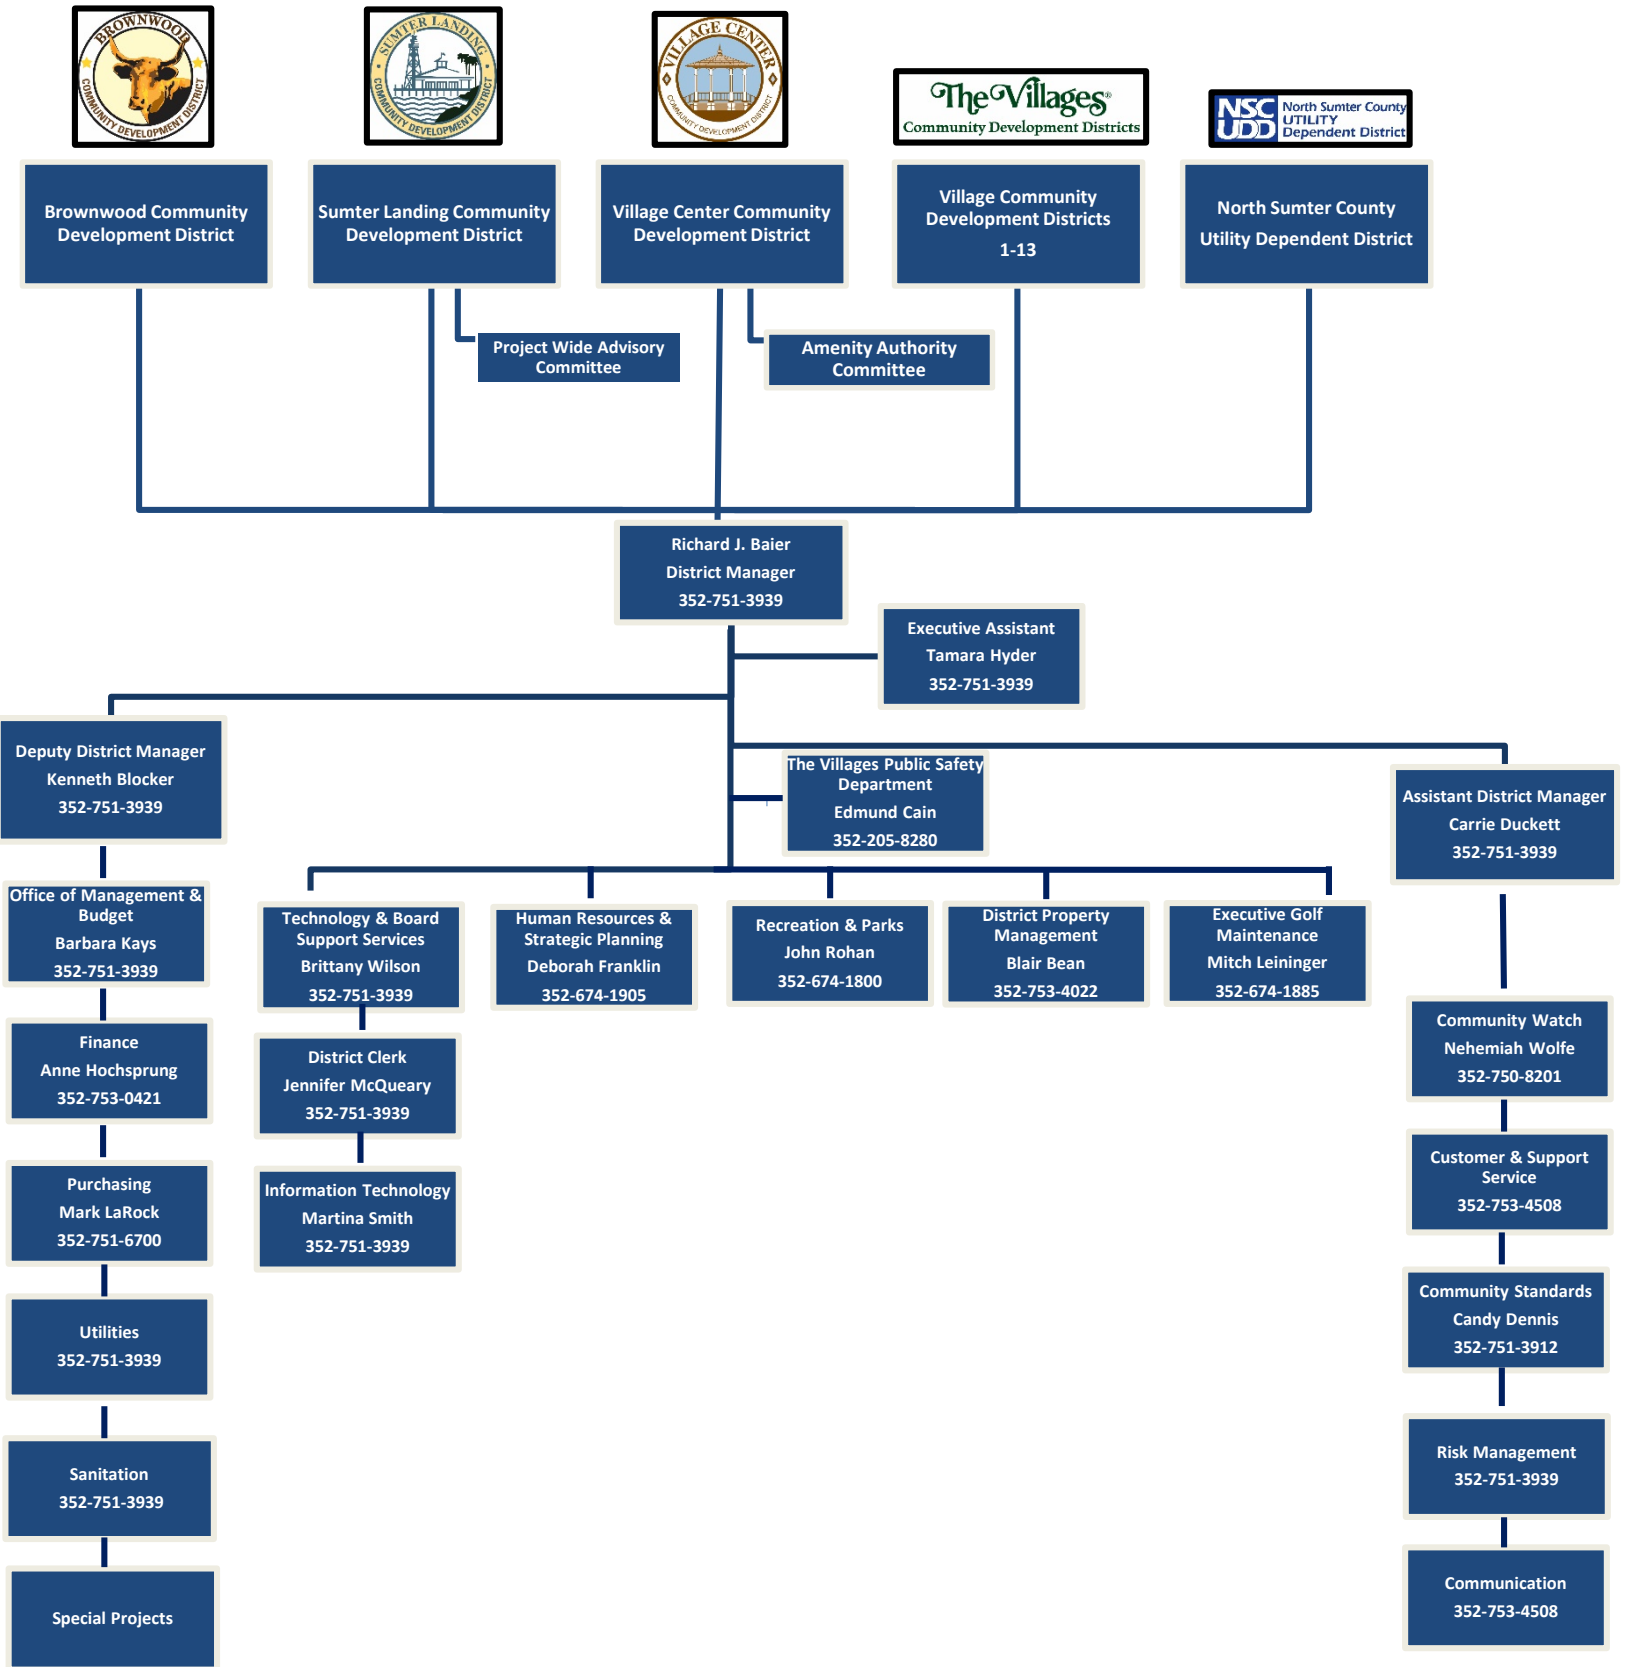 BROWNWOOD
COMMUNITY DEVELOPMENT DISTRICT
SUMTER LANDING
COMMUNITY DEVELOPMENT DISTRICT
VILLAGE CENTER
COMMUNITY DEVELOPMENT DISTRICT
The Villages®
Community Development Districts
NSC
UDD
North Sumter County
UTILITY
Dependent District
Brownwood Community
Development District
Sumter Landing Community
Development District
Village Center Community
Development District
Village Community
Development Districts
1-13
North Sumter County
Utility Dependent District
Project Wide Advisory
Committee
Amenity Authority
Committee
Richard J. Baier
District Manager
352-751-3939
Executive Assistant
Tamara Hyder
352-751-3939
Deputy District Manager
Kenneth Blocker
352-751-3939
The Villages Public Safety
Department
Edmund Cain
352-205-8280
Assistant District Manager
Carrie Duckett
352-751-3939
Office of Management &
Budget
Barbara Kays
352-751-3939
Technology & Board
Support Services
Brittany Wilson
352-751-3939
Human Resources &
Strategic Planning
Deborah Franklin
352-674-1905
Recreation & Parks
John Rohan
352-674-1800
District Property
Management
Blair Bean
352-753-4022
Executive Golf
Maintenance
Mitch Leininger
352-674-1885
Finance
Anne Hochsprung
352-753-0421
District Clerk
Jennifer McQueary
352-751-3939
Community Watch
Nehemiah Wolfe
352-750-8201
Purchasing
Mark LaRock
352-751-6700
Information Technology
Martina Smith
352-751-3939
Customer & Support
Service
352-753-4508
Utilities
352-751-3939
Community Standards
Candy Dennis
352-751-3912
Sanitation
352-751-3939
Risk Management
352-751-3939
Special Projects
Communication
352-753-4508